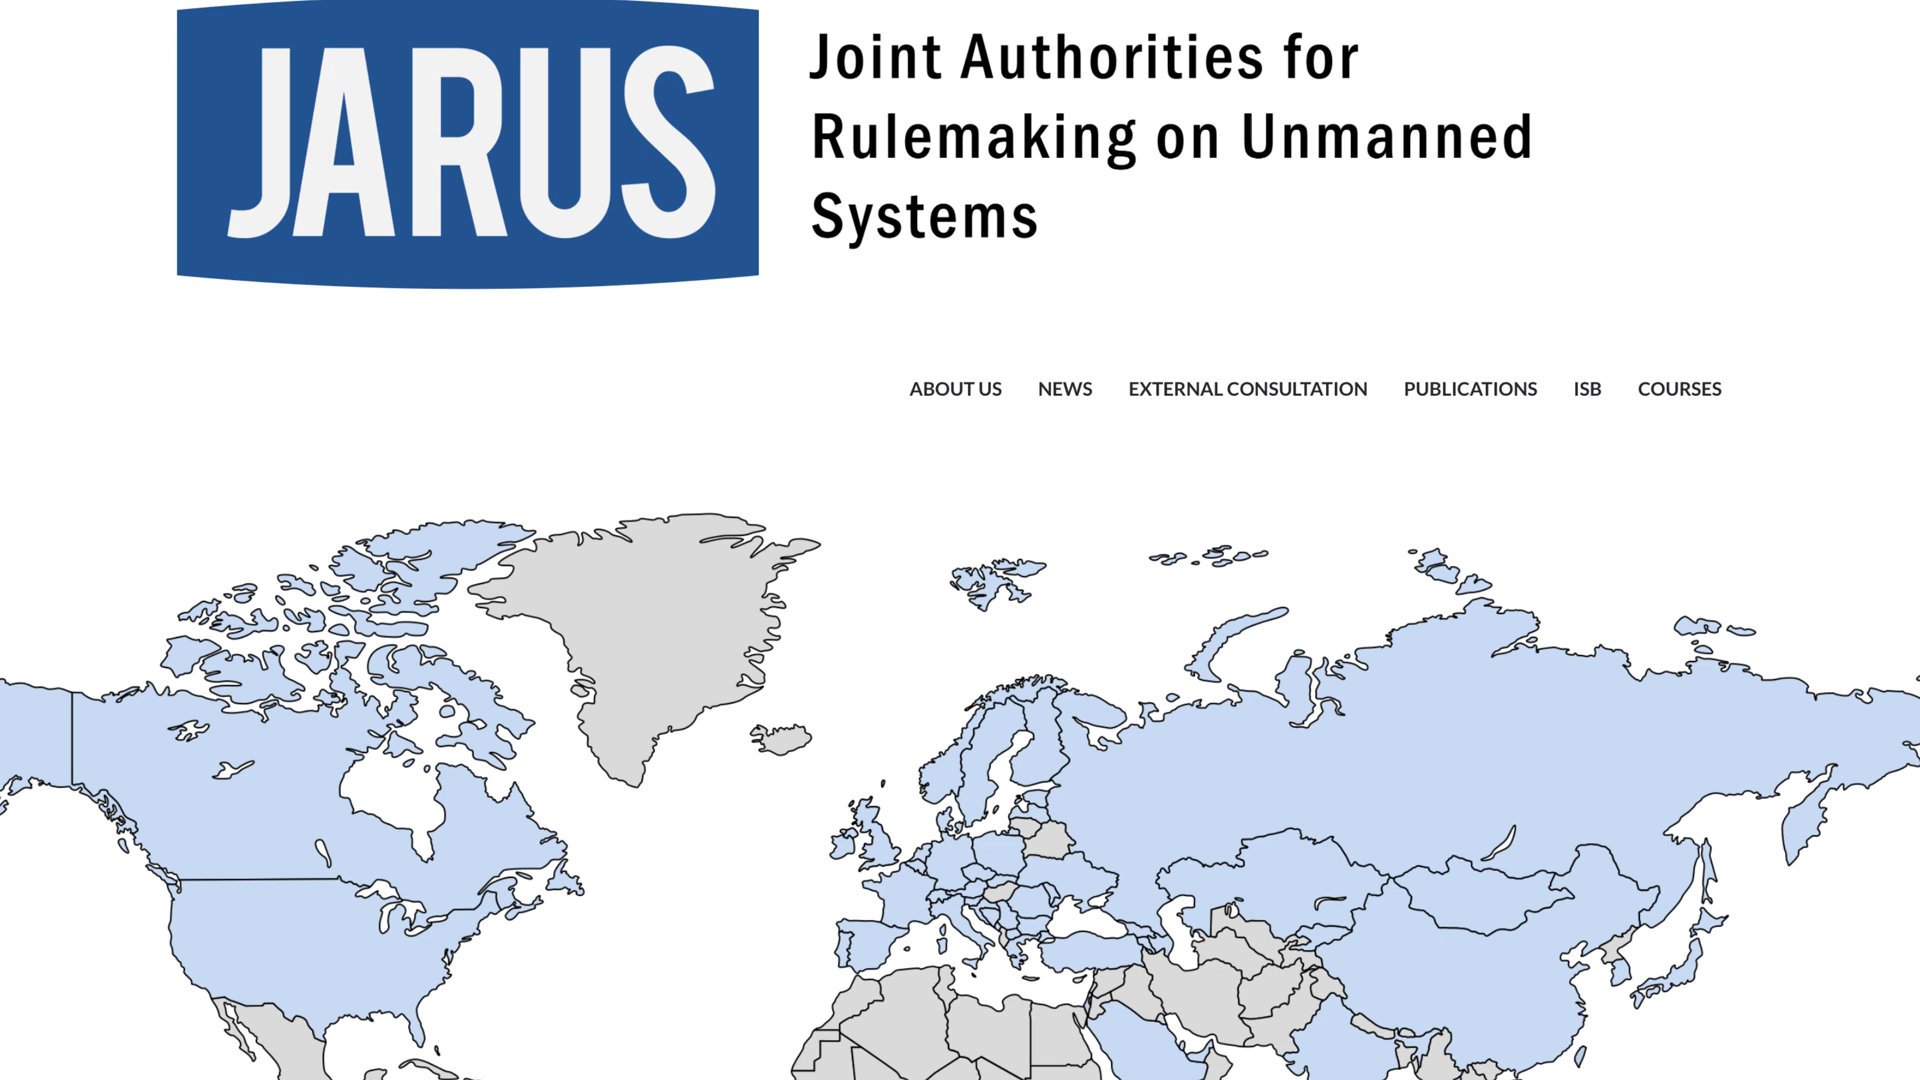 JARUS
Joint Authorities for
Rulemaking on Unmanned
Systems
ABOUT US NEWS EXTERNAL CONSULTATION PUBLICATIONS ISB COURSES